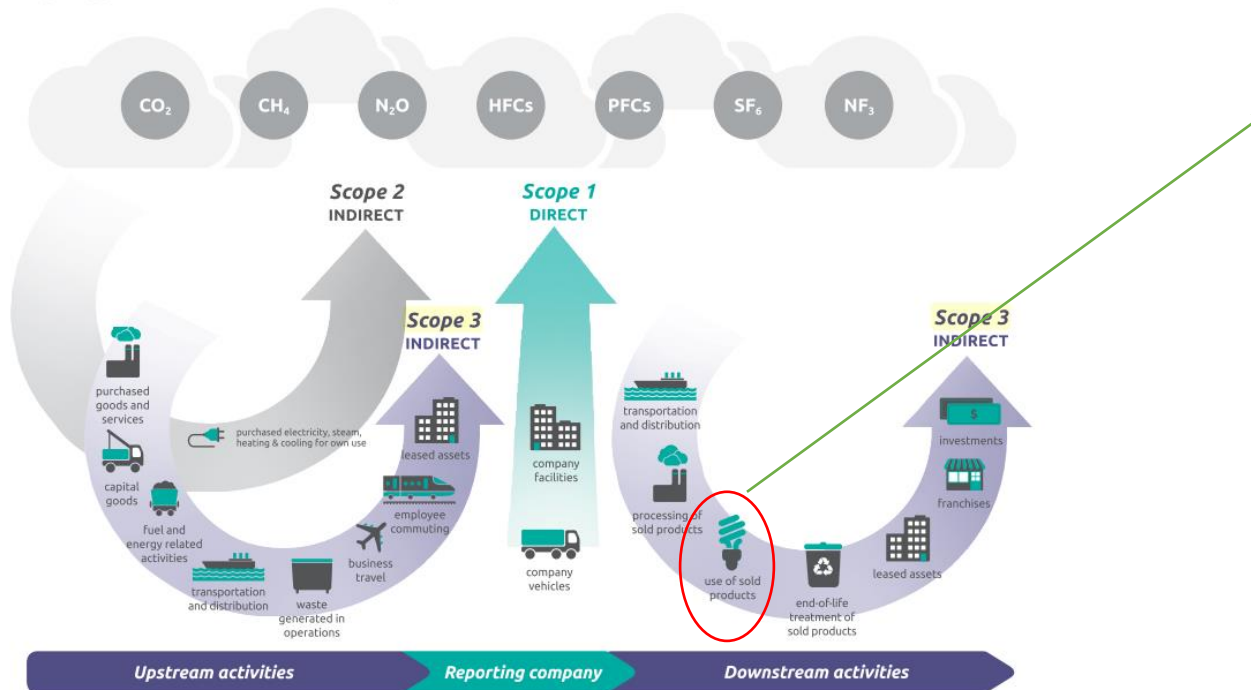 CO₂
CH₄
N₂O
HFCs
PFCs
SF₆
NF₃
Scope 2
INDIRECT
Scope 1
DIRECT
Scope 3
INDIRECT
Scope 3
INDIRECT
purchased
goods and
services
capital
goods
fuel and
energy related
activities
transportation
and distribution
waste
generated in
operations
business
travel
employee
commuting
leased assets
purchased electricity, steam,
heating & cooling for own use
company
facilities
company
vehicles
transportation
and distribution
processing of
sold products
use of sold
products
end-of-life
treatment of
sold products
leased assets
franchises
$
investments
Upstream activities
Reporting company
Downstream activities